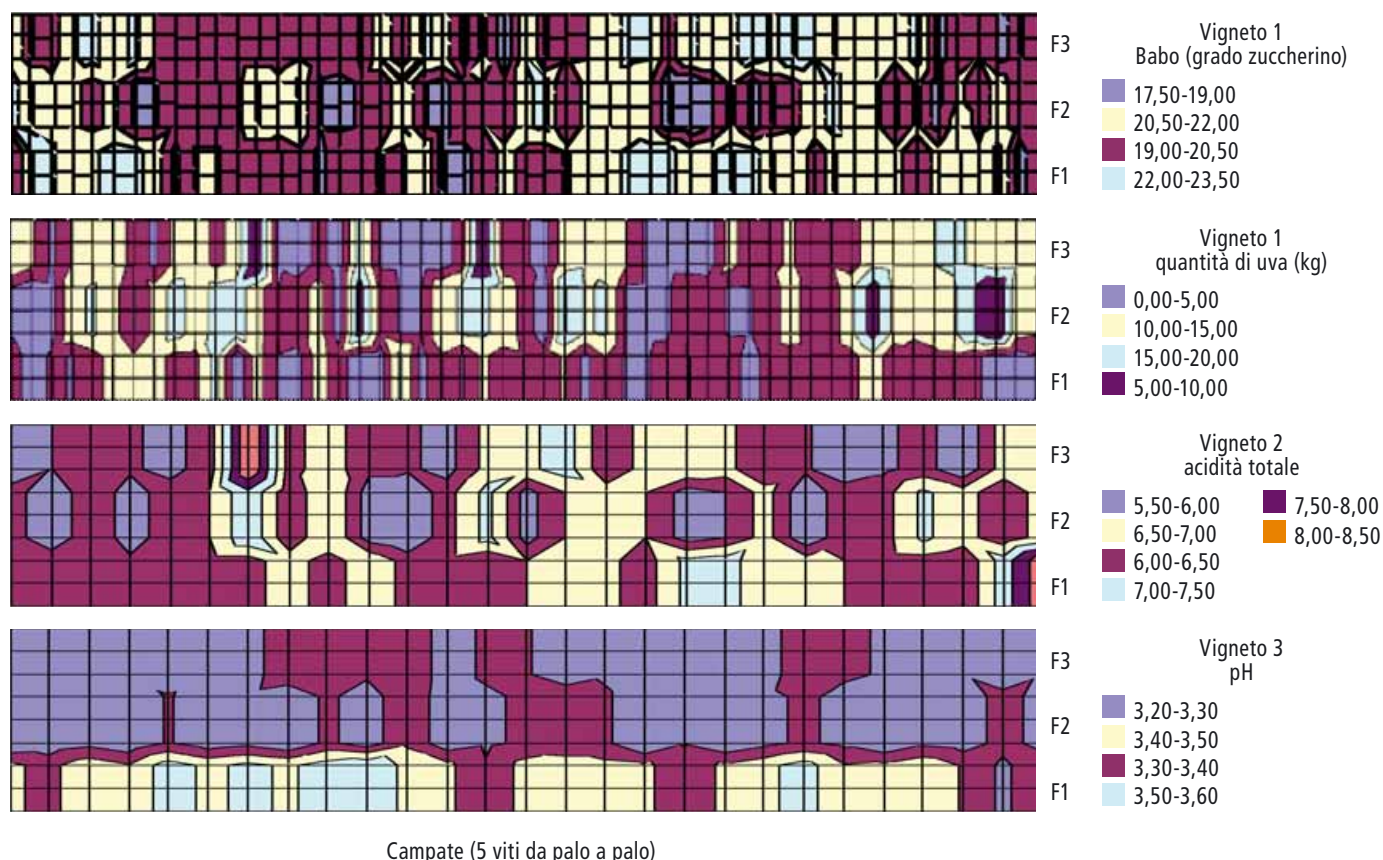 F3
F2
F1
Vigneto 1
Babo (grado zuccherino)
17,50-19,00
20,50-22,00
19,00-20,50
22,00-23,50
F3
F2
F1
Vigneto 1
quantità di uva (kg)
0,00-5,00
10,00-15,00
15,00-20,00
5,00-10,00
F3
F2
F1
Vigneto 2
acidità totale
5,50-6,00 7,50-8,00
6,50-7,00 8,00-8,50
6,00-6,50
7,00-7,50
F3
F2
F1
Vigneto 3
pH
3,20-3,30
3,40-3,50
3,30-3,40
3,50-3,60
Campate (5 viti da palo a palo)